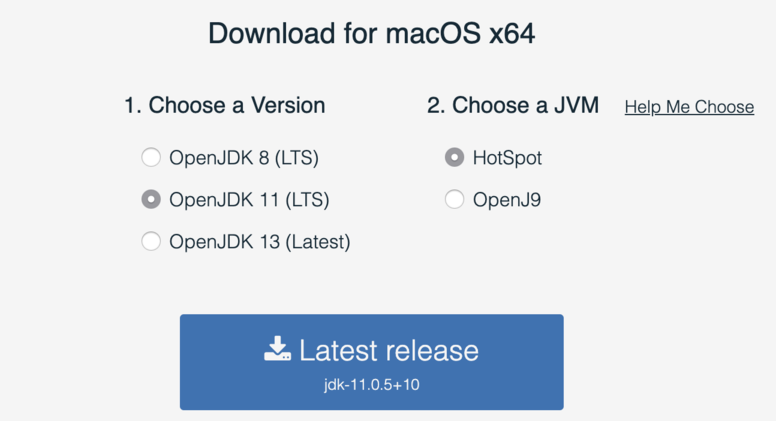 Download for macOS x64
1. Choose a Version
2. Choose a JVM
Help Me Choose
OpenJDK 8 (LTS)
HotSpot
OpenJDK 11 (LTS)
OpenJ9
OpenJDK 13 (Latest)
Latest release
jdk-11.0.5+10